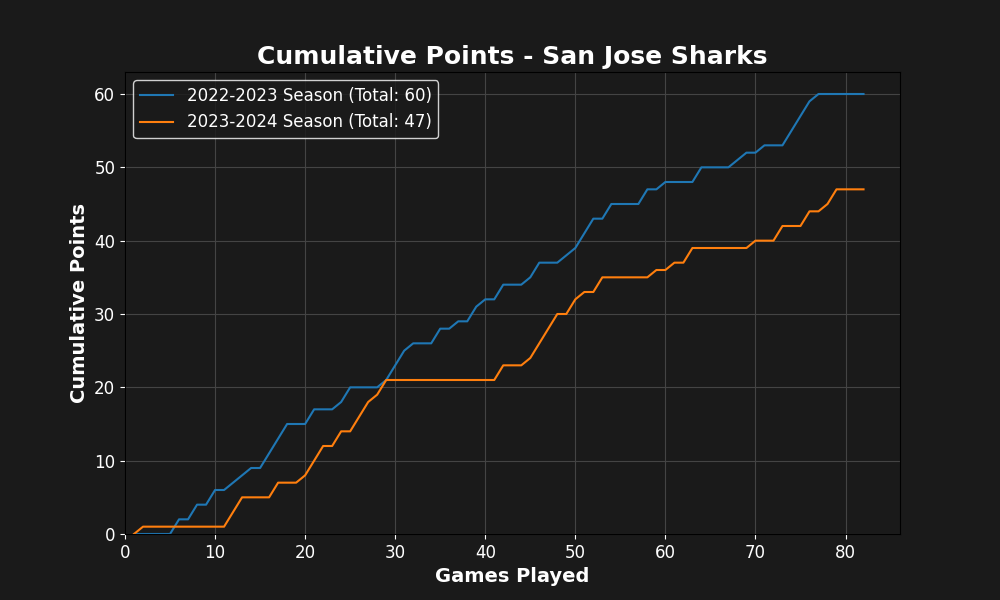 Cumulative Points - San Jose Sharks
2022-2023 Season (Total: 60)
2023-2024 Season (Total: 47)
Cumulative Points
60
50
40
30
20
10
0
0 10 20 30 40 50 60 70 80
Games Played